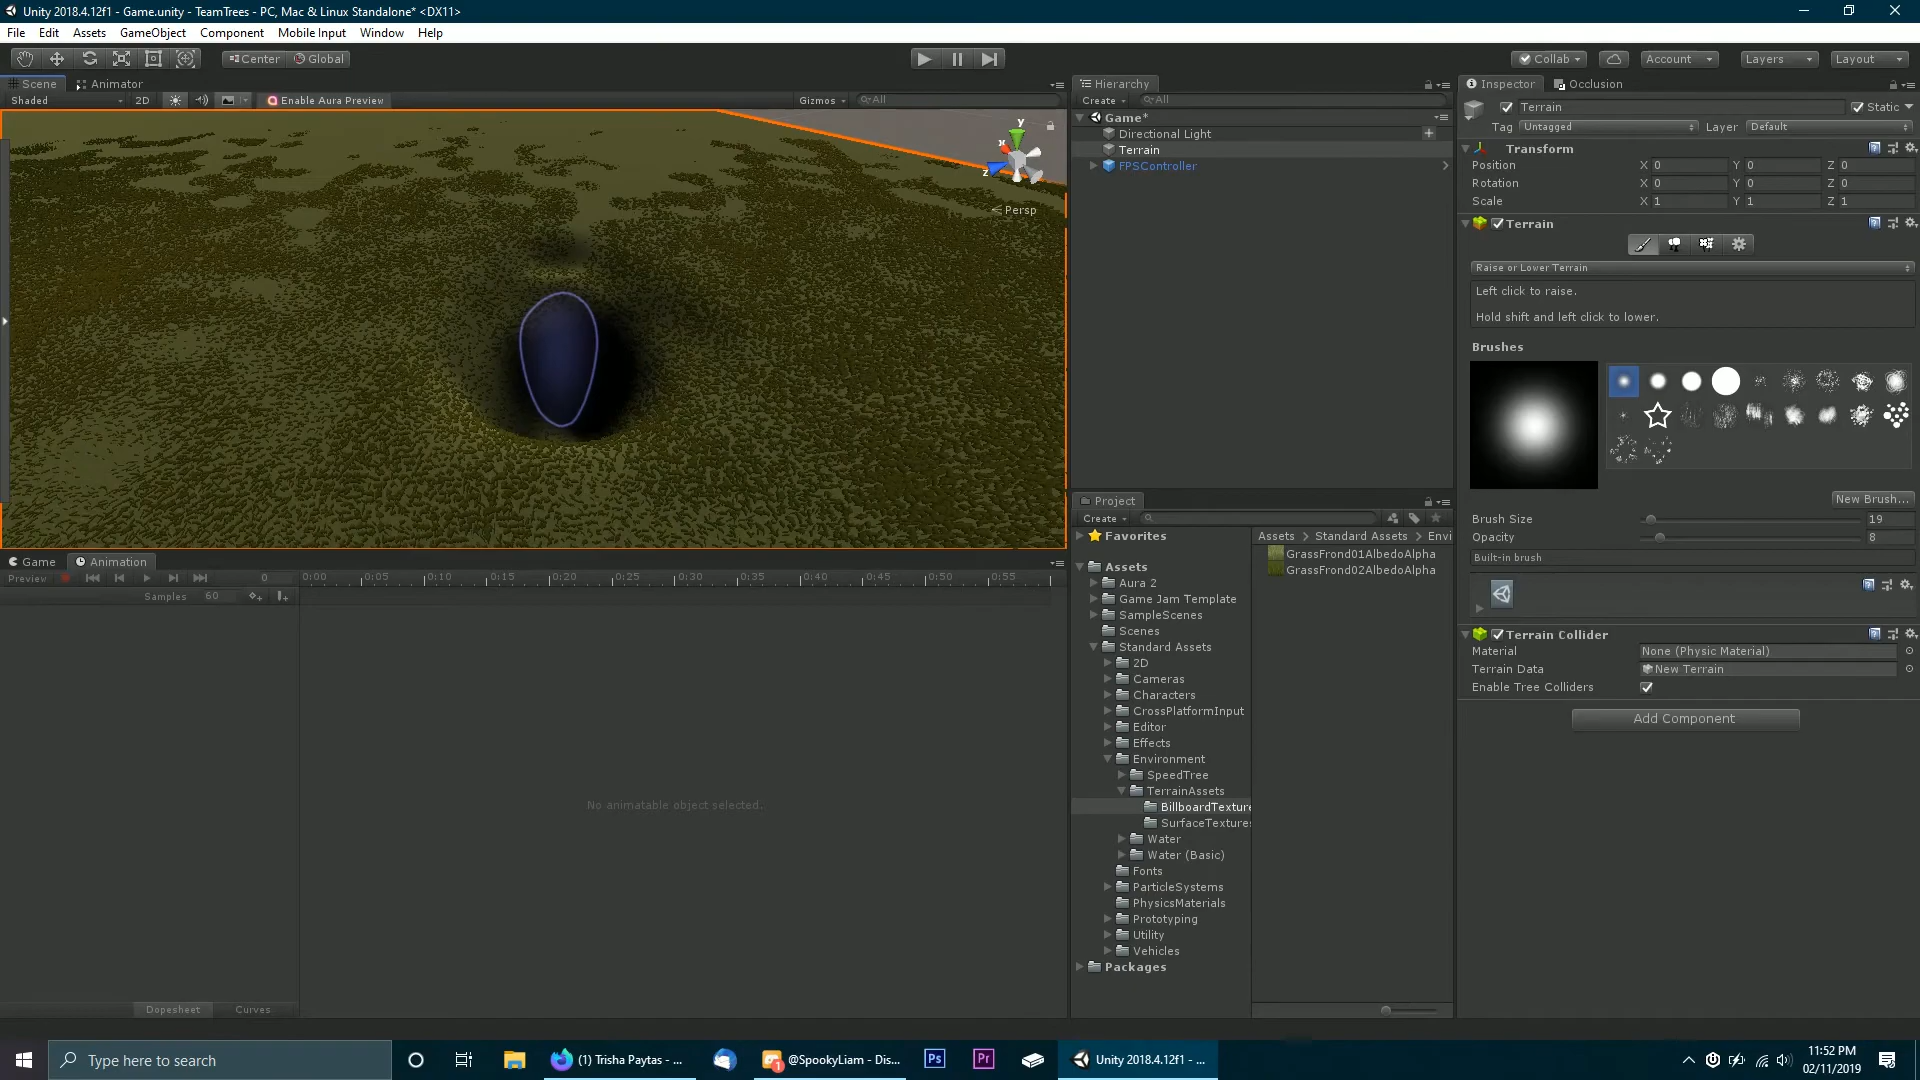 Unity 2018.4.12f1 - Game.unity - TeamTrees - PC, Mac & Linux Standalone* <DX11>
File Edit Assets GameObject Component Mobile Input Window Help
Center Global
Collab Account Layers Layout
Scene Animator
Shaded 2D Enable Aura Preview Gizmos All
y
x
z
Persp
Game Animation
Preview 0 0:00 0:05 0:10 0:15 0:20 0:25 0:30 0:35 0:40 0:45 0:50 0:55
Samples 60
No animatable object selected.
Dopesheet Curves
Hierarchy
Create All
Game*
Directional Light
Terrain
FPSController
Project
Create
Favorites
Assets
Aura 2
Game Jam Template
SampleScenes
Scenes
Standard Assets
2D
Cameras
Characters
CrossPlatformInput
Editor
Effects
Environment
SpeedTree
TerrainAssets
BillboardTexture
SurfaceTextures
Water
Water (Basic)
Fonts
ParticleSystems
PhysicsMaterials
Prototyping
Utility
Vehicles
Packages
Assets > Standard Assets > Envi
GrassFrond01AlbedoAlpha
GrassFrond02AlbedoAlpha
Inspector Occlusion
Terrain Static
Tag Untagged Layer Default
Transform
Position X 0 Y 0 Z 0
Rotation X 0 Y 0 Z 0
Scale X 1 Y 1 Z 1
Terrain
Raise or Lower Terrain
Left click to raise.
Hold shift and left click to lower.
Brushes
New Brush...
Brush Size 19
Opacity 8
Built-in brush
Terrain Collider
Material None (Physic Material)
Terrain Data New Terrain
Enable Tree Colliders
Add Component
Type here to search
(1) Trisha Paytas - ...
1
@SpookyLiam - Dis...
Ps
Pr
Unity 2018.4.12f1 - ...
11:52 PM
02/11/2019